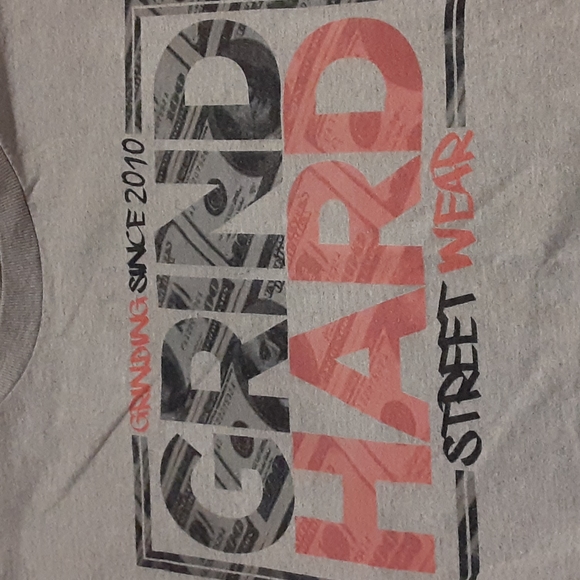 GRINDING SINCE 2010
GRIND
HARD
STREET WEAR